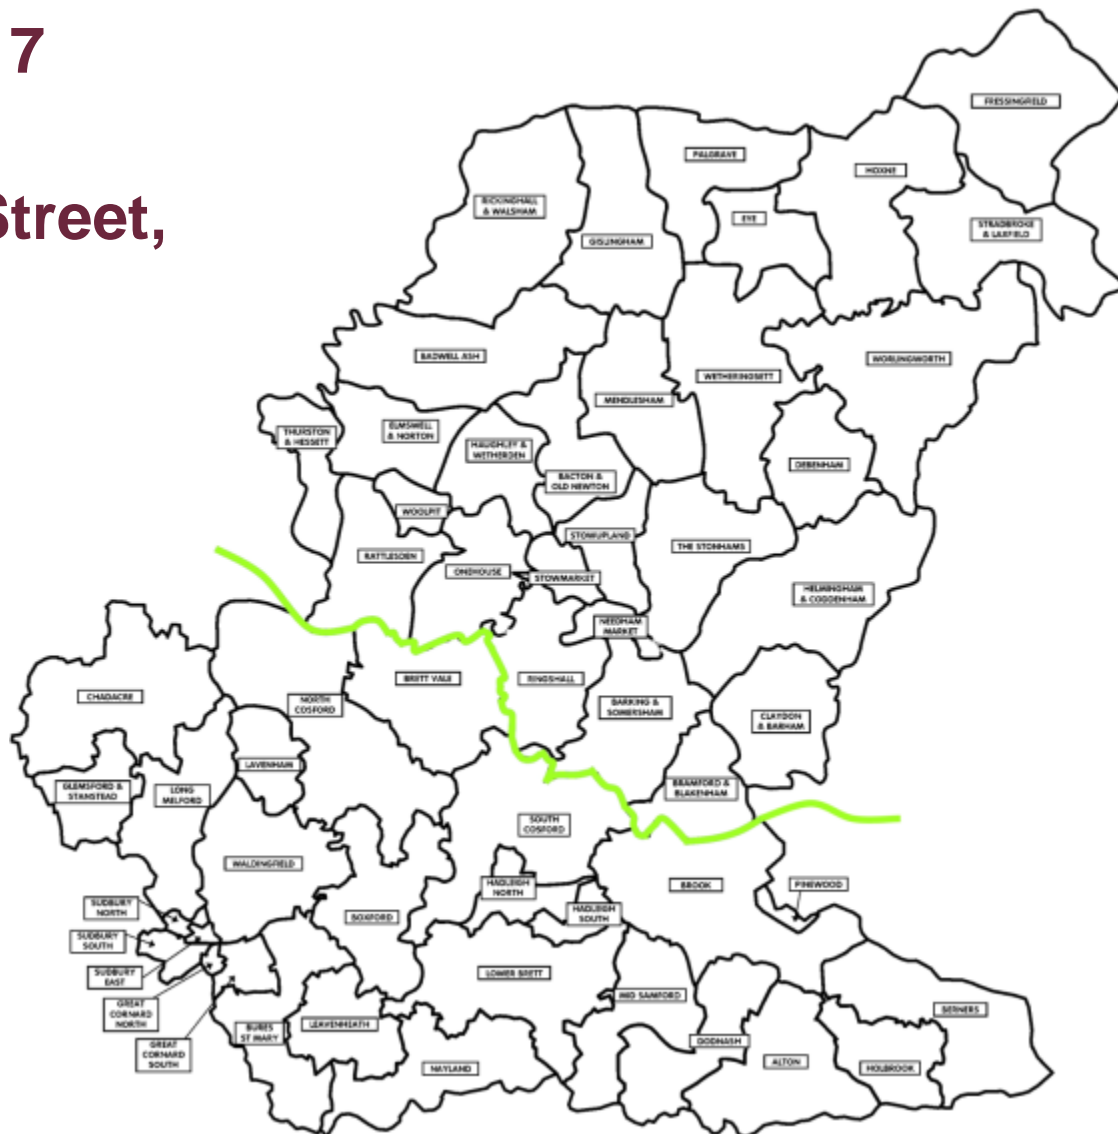 7
Street,
FRESSINGFIELD
PALGRAVE
HOXNE
RICKINGHALL
& WALSHAM
EYE
STRADBROKE
& LAXFIELD
GISLINGHAM
BADWELL ASH
WORLINGWORTH
WETHERINGSETT
MENDLESHAM
THURSTON
& HESSETT
ELMSWELL
& NORTON
HAUGHLEY &
WETHERDEN
DEBENHAM
BACTON &
OLD NEWTON
WOOLPIT
STOWUPLAND
THE STONHAMS
RATTLESDEN
ONEHOUSE
STOWMARKET
HELMINGHAM
& CODDENHAM
NEEDHAM
MARKET
BRETT VALE
RINGSHALL
CHADACRE
NORTH
COSFORD
BARKING &
SOMERSHAM
CLAYDON
& BARHAM
LAVENHAM
GLEMSFORD &
STANSTEAD
LONG
MELFORD
BRAMFORD &
BLAKENHAM
SOUTH
COSFORD
WALDINGFIELD
HADLEIGH
NORTH
BROOK
PINEWOOD
SUDBURY
NORTH
BOXFORD
HADLEIGH
SOUTH
SUDBURY
SOUTH
SUDBURY
EAST
LOWER BRETT
MID SAMFORD
GREAT
CORNARD
NORTH
BERNERS
BURES
ST MARY
LEAVENHEATH
DODNASH
GREAT
CORNARD
SOUTH
ALTON
NAYLAND
HOLBROOK